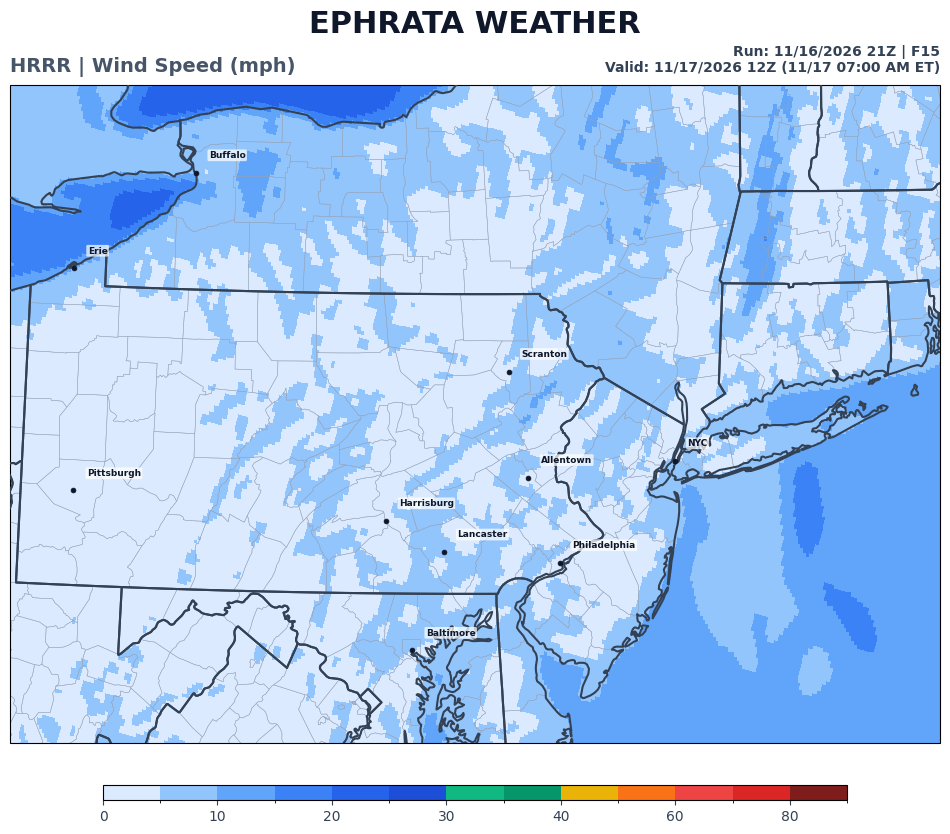 EPHRATA WEATHER
HRRR | Wind Speed (mph)
Run: 11/16/2026 21Z | F15
Valid: 11/17/2026 12Z (11/17 07:00 AM ET)
Buffalo
Erie
Scranton
NYC
Allentown
Pittsburgh
Harrisburg
Lancaster
Philadelphia
Baltimore
0 10 20 30 40 50 60 70 80